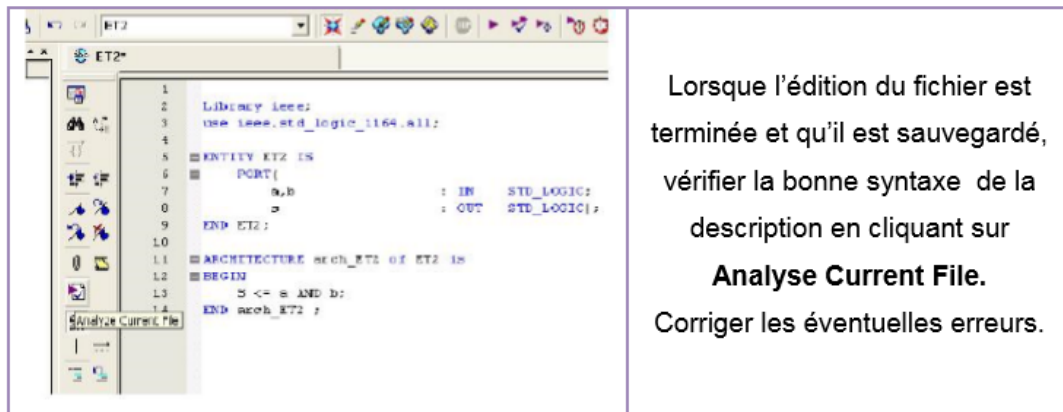 ET2
ET2*
1
2 Library ieee;
3 use ieee.std_logic_1164.all;
4
5 ENTITY ET2 IS
6 PORT(
7 a,b : IN STD_LOGIC;
8 s : OUT STD_LOGIC);
9 END ET2;
10
11 ARCHITECTURE arch_ET2 of ET2 is
12 BEGIN
13 S <= a AND b;
14 END arch_ET2 ;
Analyze Current File
Lorsque l'édition du fichier est
terminée et qu'il est sauvegardé,
vérifier la bonne syntaxe de la
description en cliquant sur
Analyse Current File.
Corriger les éventuelles erreurs.